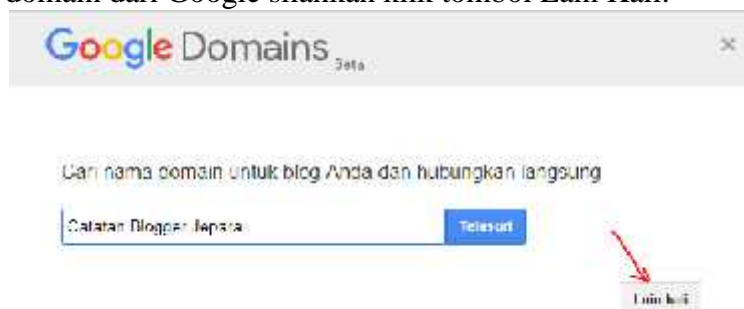 domain dari Google silahkan klik tombol Lain Kali.
Google Domains Beta
×
Cari nama domain untuk blog Anda dan hubungkan langsung
Catatan Blogger Jepara
Telusuri
Lain kali